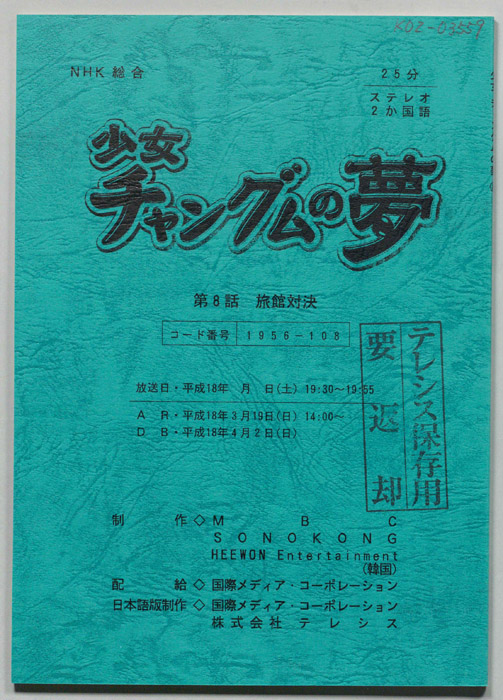 KD2-03559
NHK 総合
25分
ステレオ
2か国語
少女
チャングムの夢
第8話 旅館対決
コード番号 1956-108
放送日・平成18年 月 日(土) 19:30〜19:55
A R・平成18年3月19日(日) 14:00〜
D B・平成18年4月2日(日)
テレシス保存用
要返却
制 作◇M B C
SONOKONG
HEEWON Entertainment
(韓国)
配 給◇国際メディア・コーポレーション
日本語版制作◇国際メディア・コーポレーション
株式会社 テレシス